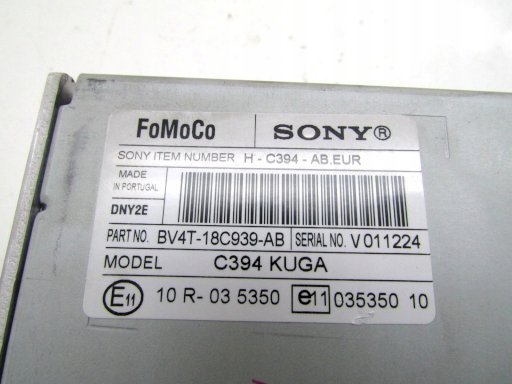 FoMoCo SONY®
SONY ITEM NUMBER H - C394 - AB.EUR
MADE
IN PORTUGAL
DNY2E
PART NO. BV4T-18C939-AB SERIAL NO. V 011224
MODEL C394 KUGA
E11 10 R- 03 5350 e11 035350 10